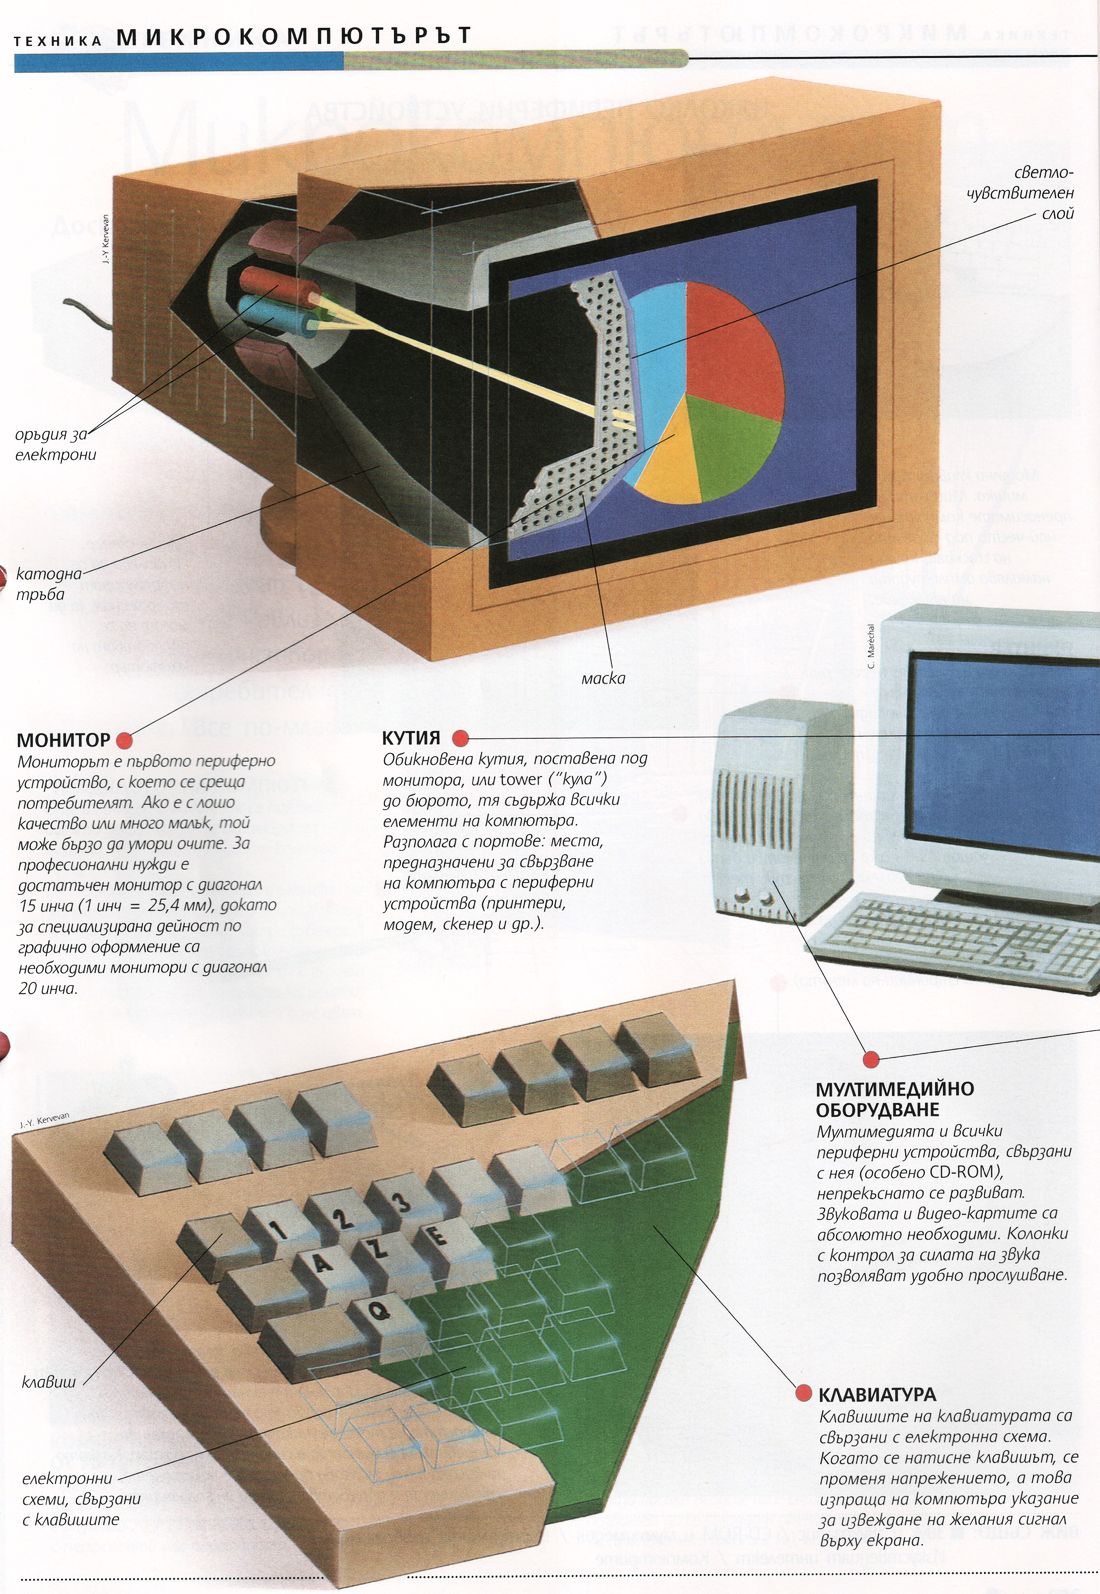 ТЕХНИКА МИКРОКОМПЮТЪРЪТ
светло-
чувствителен
слой
J.-Y Kervevan
оръдия за
електрони
катодна
тръба
маска
C. Maréchal
МОНИТОР
Мониторът е първото периферно
устройство, с което се среща
потребителят. Ако е с лошо
качество или много малък, той
може бързо да умори очите. За
професионални нужди е
достатъчен монитор с диагонал
15 инча (1 инч = 25,4 мм), докато
за специализирана дейност по
графично оформление са
необходими монитори с диагонал
20 инча.
КУТИЯ
Обикновена кутия, поставена под
монитора, или tower ("кула")
до бюрото, тя съдържа всички
елементи на компютъра.
Разполага с портове: места,
предназначени за свързване
на компютъра с периферни
устройства (принтери,
модем, скенер и др.).
МУЛТИМЕДИЙНО
ОБОРУДВАНЕ
Мултимедията и всички
периферни устройства, свързани
с нея (особено CD-ROM),
непрекъснато се развиват.
Звуковата и видео-картите са
абсолютно необходими. Колонки
с контрол за силата на звука
позволяват удобно прослушване.
J.-Y. Kervevan
1 2 3
A Z E
Q
клавиш
електронни
схеми, свързани
с клавишите
КЛАВИАТУРА
Клавишите на клавиатурата са
свързани с електронна схема.
Когато се натисне клавишът, се
променя напрежението, а това
изпраща на компютъра указание
за извеждане на желания сигнал
върху екрана.